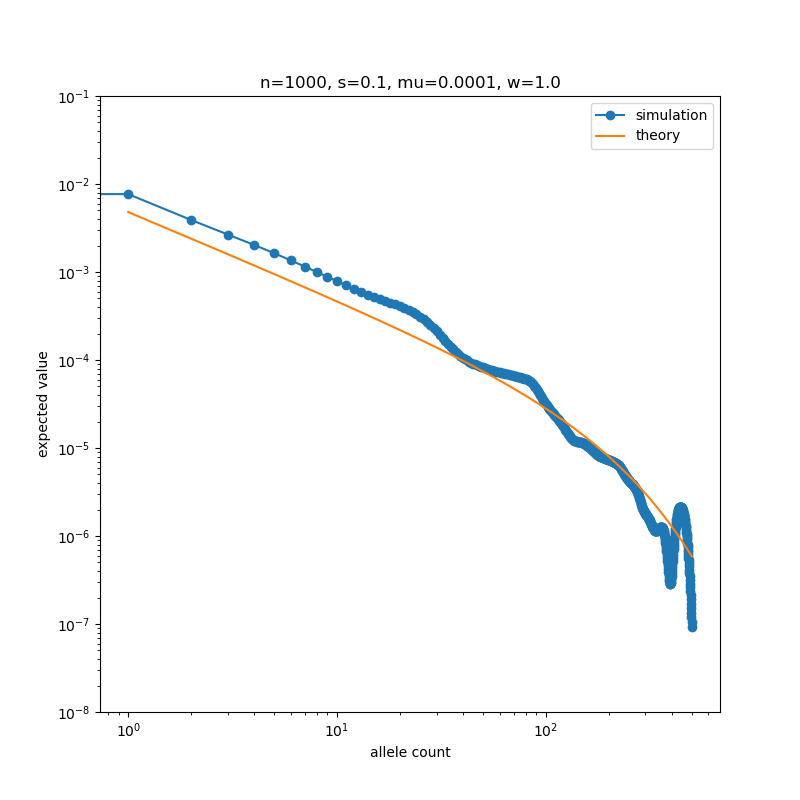 n=1000, s=0.1, mu=0.0001, w=1.0
simulation
theory
10⁻¹
10⁻²
10⁻³
10⁻⁴
10⁻⁵
10⁻⁶
10⁻⁷
10⁻⁸
expected value
10⁰
10¹
10²
allele count